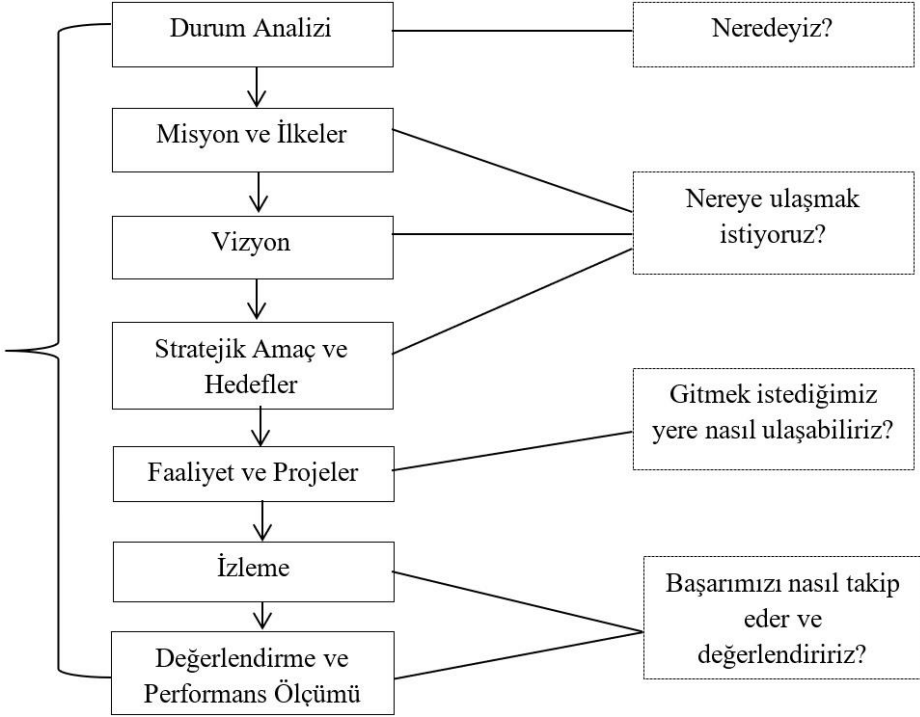 Durum Analizi
Neredeyiz?
Misyon ve İlkeler
Vizyon
Nereye ulaşmak
istiyoruz?
Stratejik Amaç ve
Hedefler
Faaliyet ve Projeler
Gitmek istediğimiz
yere nasıl ulaşabiliriz?
İzleme
Değerlendirme ve
Performans Ölçümü
Başarımızı nasıl takip
eder ve
değerlendiririz?